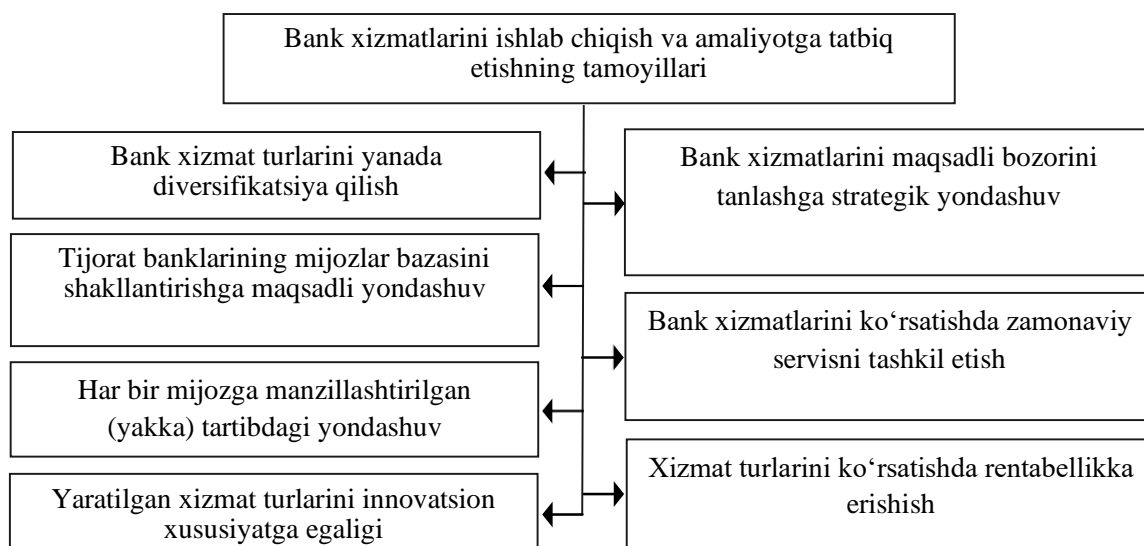 Bank xizmatlarini ishlab chiqish va amaliyotga tatbiq
etishning tamoyillari
Bank xizmat turlarini yanada
diversifikatsiya qilish
Tijorat banklarining mijozlar bazasini
shakllantirishga maqsadli yondashuv
Har bir mijozga manzillashtirilgan
(yakka) tartibdagi yondashuv
Yaratilgan xizmat turlarini innovatsion
xususiyatga egaligi
Bank xizmatlarini maqsadli bozorini
tanlashga strategik yondashuv
Bank xizmatlarini ko‘rsatishda zamonaviy
servisni tashkil etish
Xizmat turlarini ko‘rsatishda rentabellikka
erishish